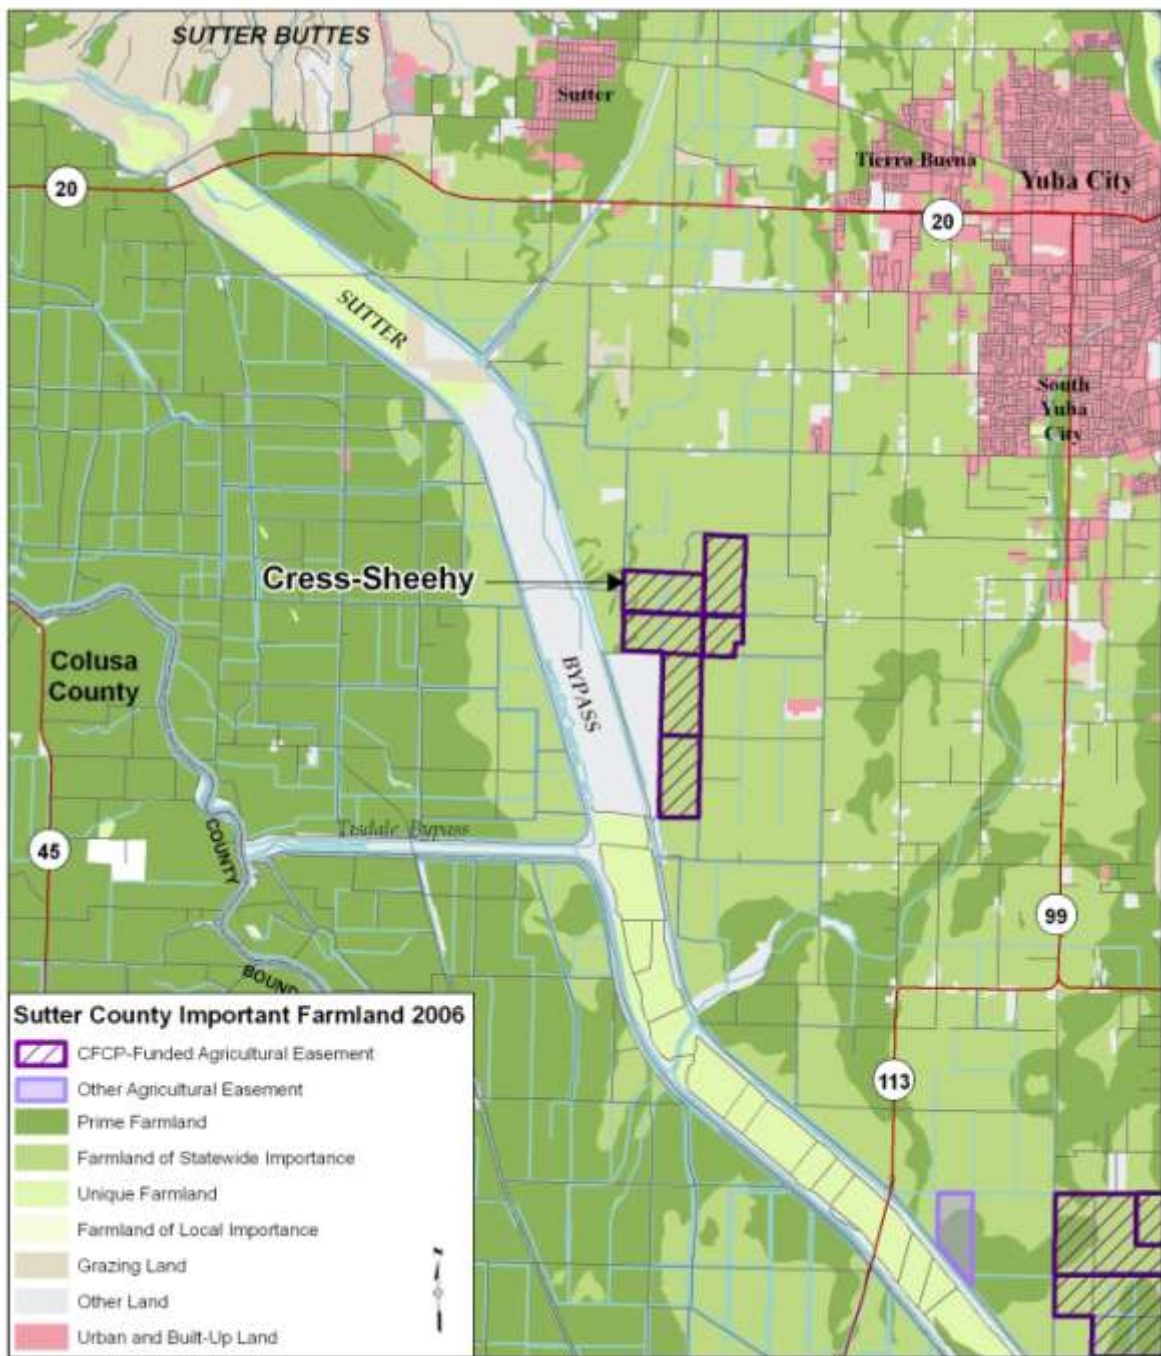 SUTTER BUTTES
Sutter
Tierra Buena
Yuba City
20
20
SUTTER
South
Yuba
City
Cress-Sheehy
Colusa
County
BYPASS
Tisdale Bypass
45
COUNTY
99
BOUND
113
Sutter County Important Farmland 2006
CFCP-Funded Agricultural Easement
Other Agricultural Easement
Prime Farmland
Farmland of Statewide Importance
Unique Farmland
Farmland of Local Importance
Grazing Land
Other Land
Urban and Built-Up Land